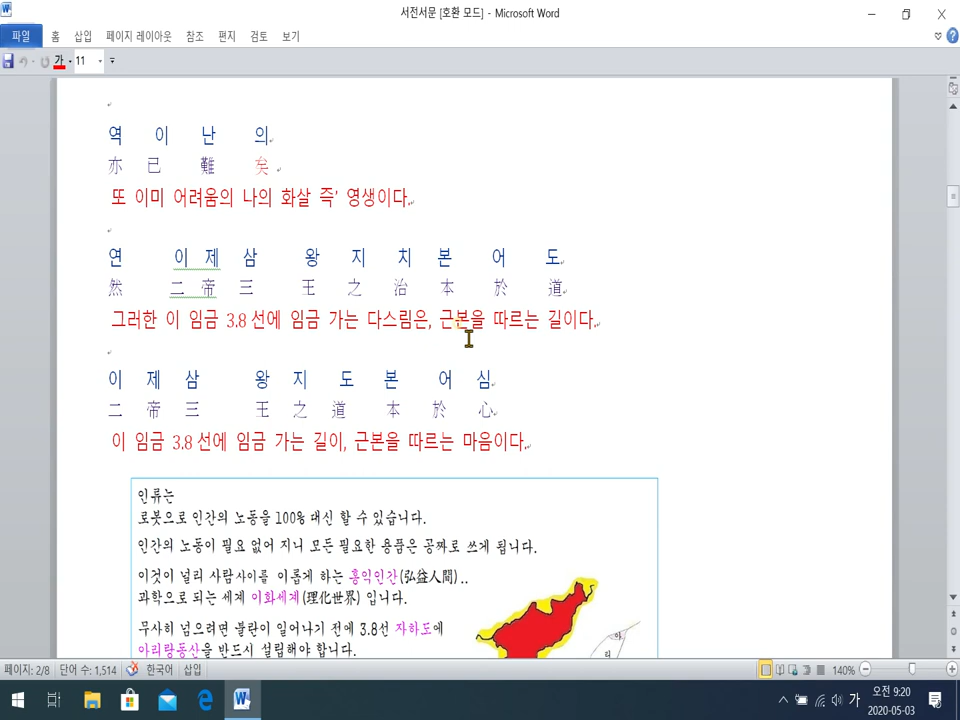 서전서문 [호환 모드] - Microsoft Word
파일 홈 삽입 페이지 레이아웃 참조 편지 검토 보기
가 11
역 이 난 의
亦 已 難 矣
또 이미 어려움의 나의 화살 즉' 영생이다.
연 이 제 삼 왕 지 치 본 어 도
然 二 帝 三 王 之 治 本 於 道
그러한 이 임금 3.8 선에 임금 가는 다스림은, 근본을 따르는 길이다.
이 제 삼 왕 지 도 본 어 심
二 帝 三 王 之 道 本 於 心
이 임금 3.8 선에 임금 가는 길이, 근본을 따르는 마음이다.
인류는
로봇으로 인간의 노동을 100% 대신 할 수 있습니다.
인간의 노동이 필요 없어 지니 모든 필요한 용품은 공짜로 쓰게 됩니다.
이것이 널리 사람사이를 이롭게 하는 홍익인간(弘益人間)..
과학으로 되는 세계 이화세계(理化世界) 입니다.
무사히 넘으려면 불란이 일어나기 전에 3.8선 자하도에
아리랑동산을 반드시 설립해야 합니다.
아
리
페이지: 2/8 단어 수: 1,514 한국어 삽입 140%
가 오전 9:20
2020-05-03